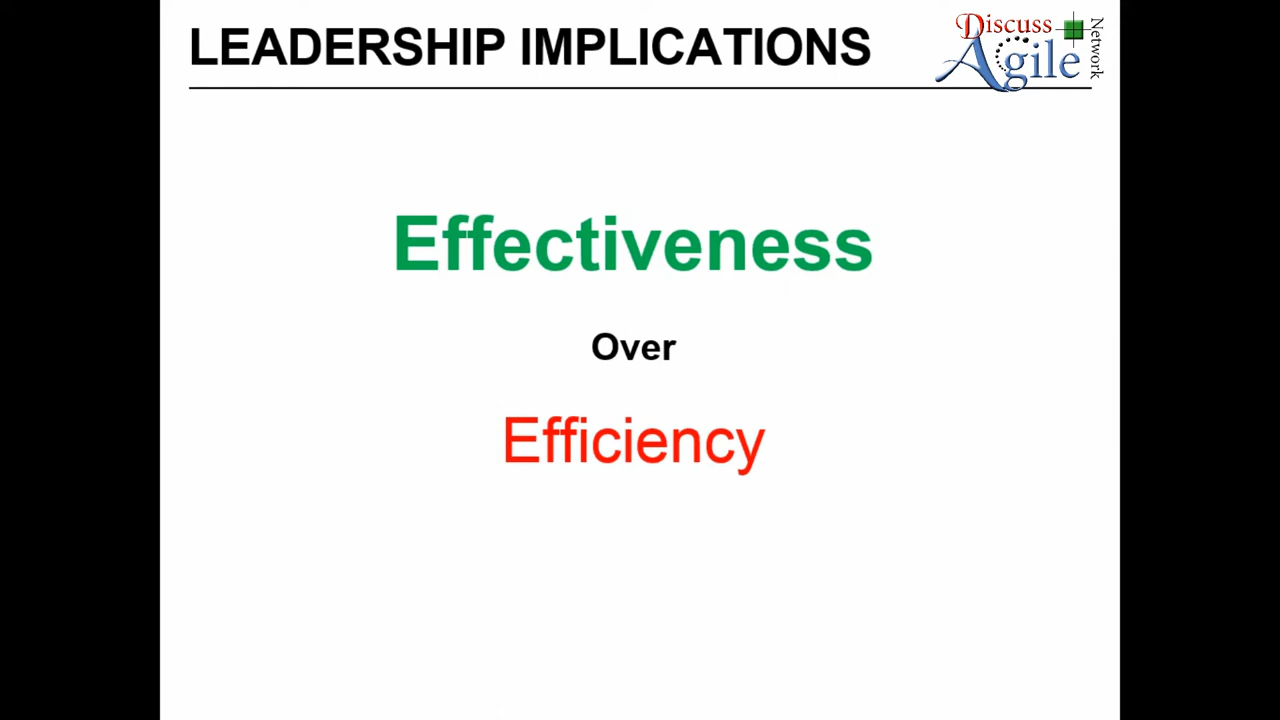 LEADERSHIP IMPLICATIONS
Discuss
Agile
Network
Effectiveness
Over
Efficiency